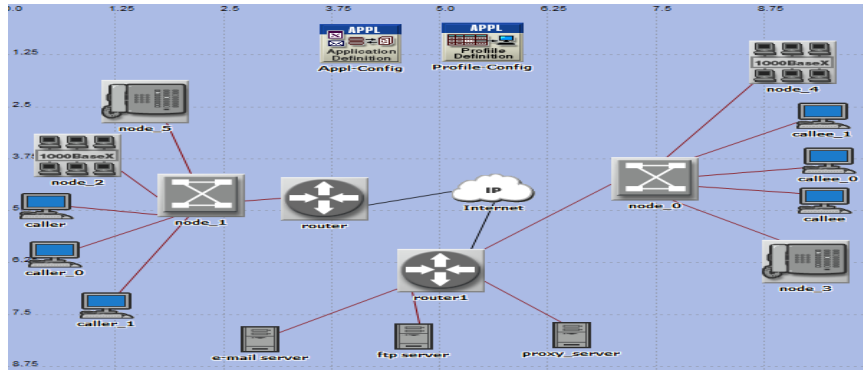 0.0 1.25 2.5 3.75 5.0 6.25 7.5 8.75
APPL
Application
Definition
Appl-Config
APPL
Profile
Definition
Profile-Config
1.25
1000BaseX
node_4
2.5
node_5
callee_1
1000BaseX
node_2
3.75
callee_0
caller
node_1
router
IP
Internet
node_0
callee
5
caller_0
6.25
router1
node_3
caller_1
7.5
e-mail server
ftp server
proxy_server
8.75